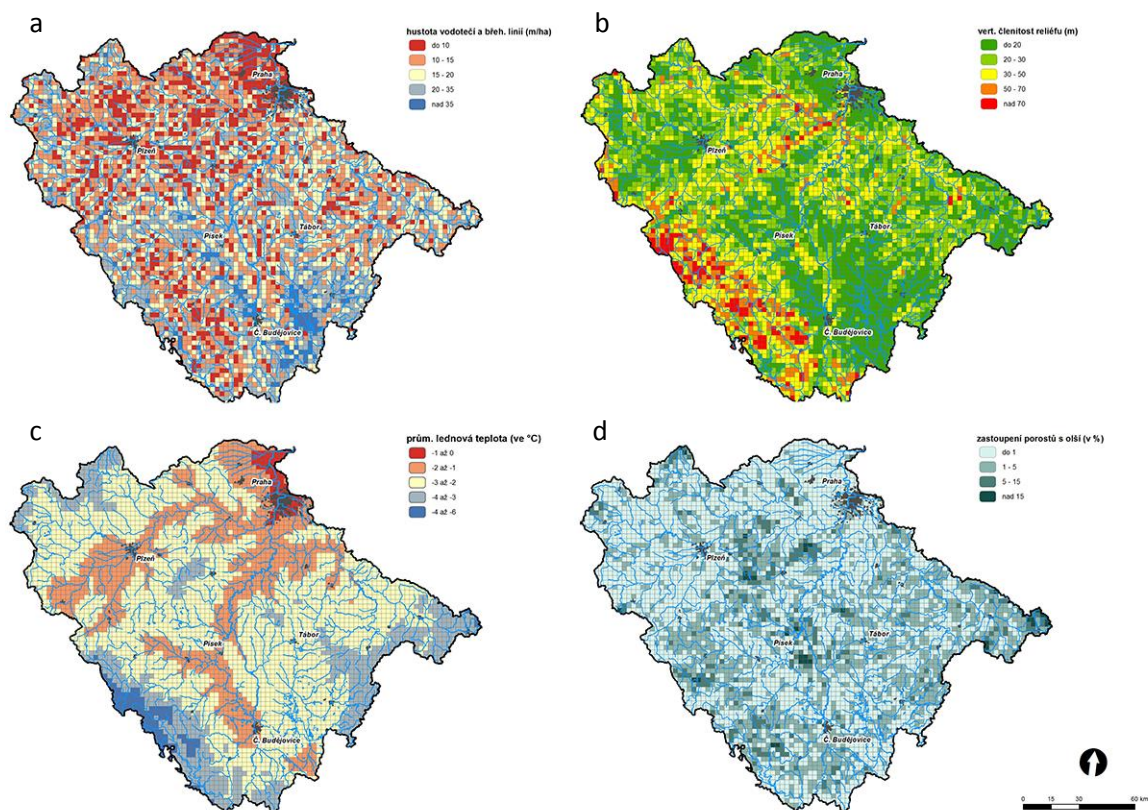 a
hustota vodotečí a břeh. linií (m/ha)
do 10
10 - 15
15 - 20
20 - 35
nad 35
Praha
Plzeň
Písek
Tábor
Č. Budějovice
b
vert. členitost reliéfu (m)
do 20
20 - 30
30 - 50
50 - 70
nad 70
Praha
Plzeň
Písek
Tábor
Č. Budějovice
c
prům. lednová teplota (ve °C)
-1 až 0
-2 až -1
-3 až -2
-4 až -3
-4 až -6
Praha
Plzeň
Písek
Tábor
Č. Budějovice
d
zastoupení porostů s olší (v %)
do 1
1 - 5
5 - 15
nad 15
Praha
Plzeň
Písek
Tábor
Č. Budějovice
0 15 30 60 km